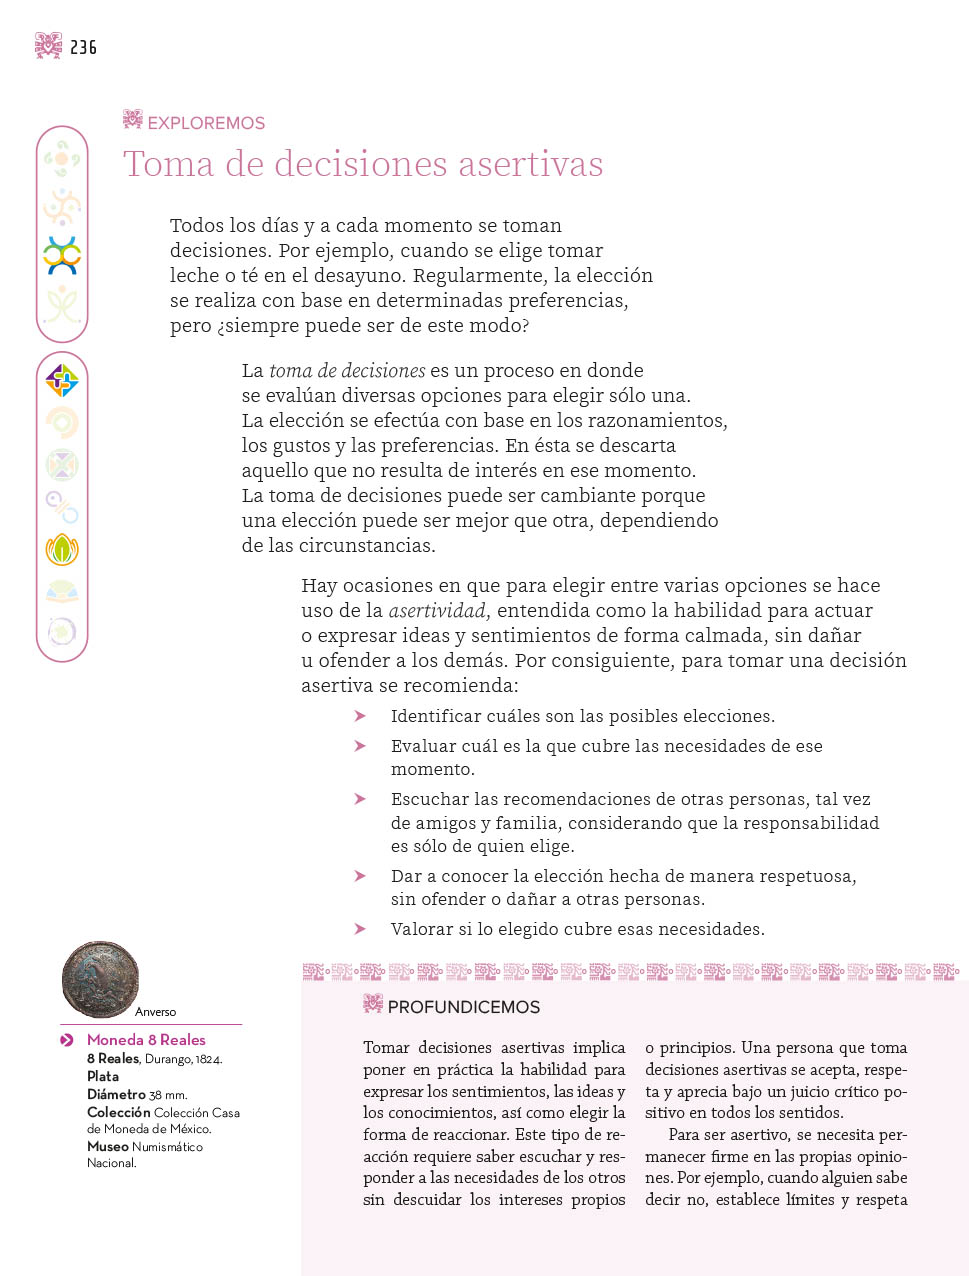 236
EXPLOREMOS
Toma de decisiones asertivas
Todos los días y a cada momento se toman
decisiones. Por ejemplo, cuando se elige tomar
leche o té en el desayuno. Regularmente, la elección
se realiza con base en determinadas preferencias,
pero ¿siempre puede ser de este modo?
La toma de decisiones es un proceso en donde
se evalúan diversas opciones para elegir sólo una.
La elección se efectúa con base en los razonamientos,
los gustos y las preferencias. En ésta se descarta
aquello que no resulta de interés en ese momento.
La toma de decisiones puede ser cambiante porque
una elección puede ser mejor que otra, dependiendo
de las circunstancias.
Hay ocasiones en que para elegir entre varias opciones se hace
uso de la asertividad, entendida como la habilidad para actuar
o expresar ideas y sentimientos de forma calmada, sin dañar
u ofender a los demás. Por consiguiente, para tomar una decisión
asertiva se recomienda:
➤ Identificar cuáles son las posibles elecciones.
➤ Evaluar cuál es la que cubre las necesidades de ese
momento.
➤ Escuchar las recomendaciones de otras personas, tal vez
de amigos y familia, considerando que la responsabilidad
es sólo de quien elige.
➤ Dar a conocer la elección hecha de manera respetuosa,
sin ofender o dañar a otras personas.
➤ Valorar si lo elegido cubre esas necesidades.
Anverso
Moneda 8 Reales
8 Reales, Durango, 1824.
Plata
Diámetro 38 mm.
Colección Colección Casa
de Moneda de México.
Museo Numismático
Nacional.
PROFUNDICEMOS
Tomar decisiones asertivas implica
poner en práctica la habilidad para
expresar los sentimientos, las ideas y
los conocimientos, así como elegir la
forma de reaccionar. Este tipo de re-
acción requiere saber escuchar y res-
ponder a las necesidades de los otros
sin descuidar los intereses propios
o principios. Una persona que toma
decisiones asertivas se acepta, respe-
ta y aprecia bajo un juicio crítico po-
sitivo en todos los sentidos.
Para ser asertivo, se necesita per-
manecer firme en las propias opinio-
nes. Por ejemplo, cuando alguien sabe
decir no, establece límites y respeta